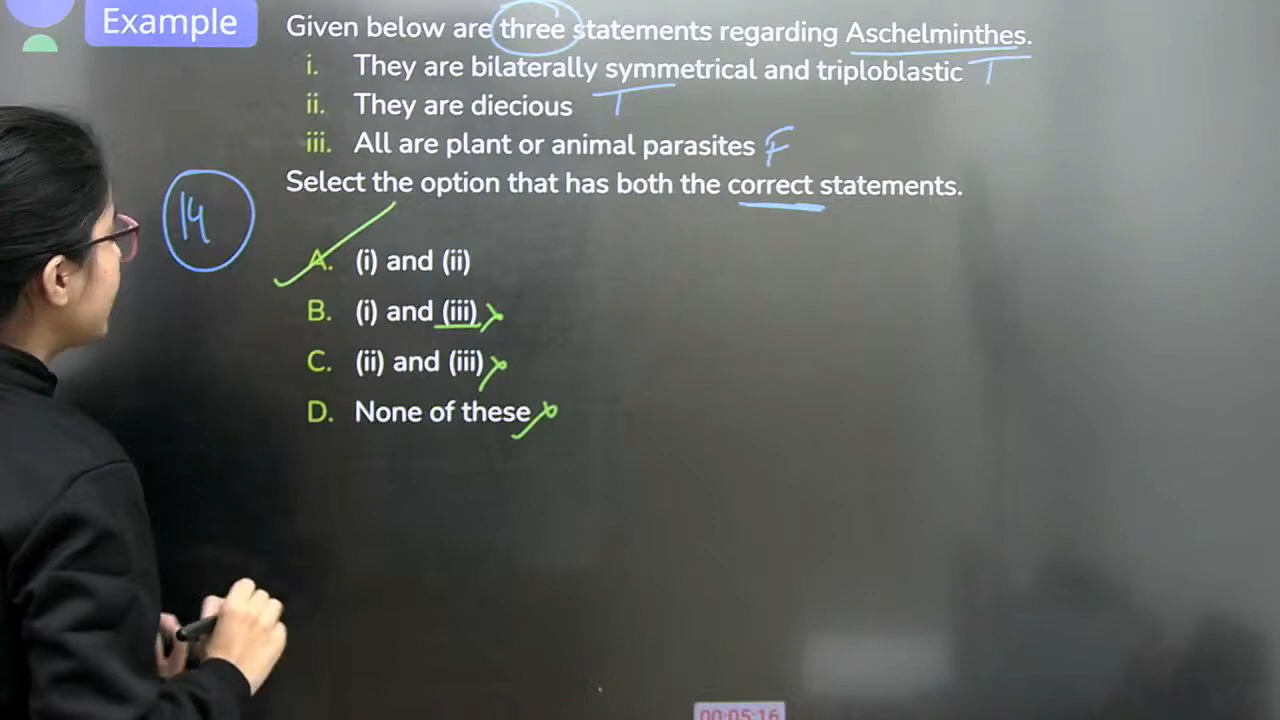 Example
Given below are three statements regarding Aschelminthes.
i. They are bilaterally symmetrical and triploblastic T
ii. They are diecious T
iii. All are plant or animal parasites F
Select the option that has both the correct statements.
14
A. (i) and (ii)
B. (i) and (iii)
C. (ii) and (iii)
D. None of these
00:05:16